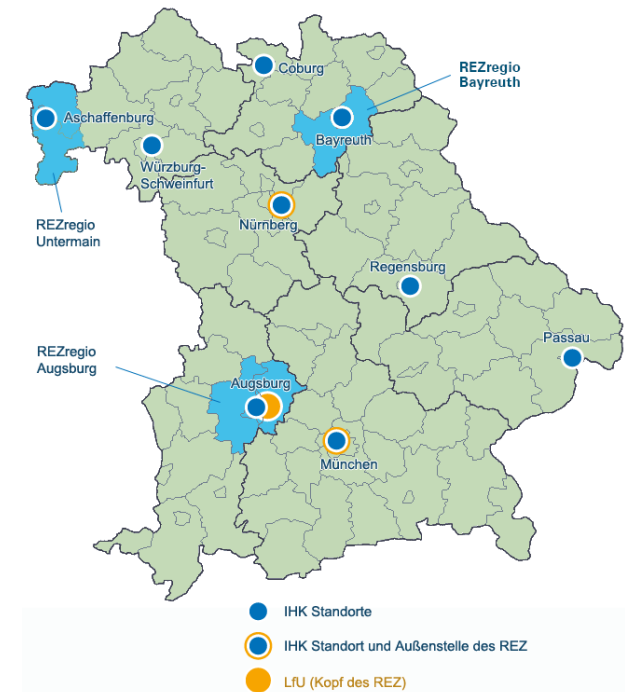 REZregio
Bayreuth
Coburg
Aschaffenburg
Bayreuth
Würzburg-
Schweinfurt
REZregio
Untermain
Nürnberg
Regensburg
Passau
REZregio
Augsburg
Augsburg
München
IHK Standorte
IHK Standort und Außenstelle des REZ
LfU (Kopf des REZ)